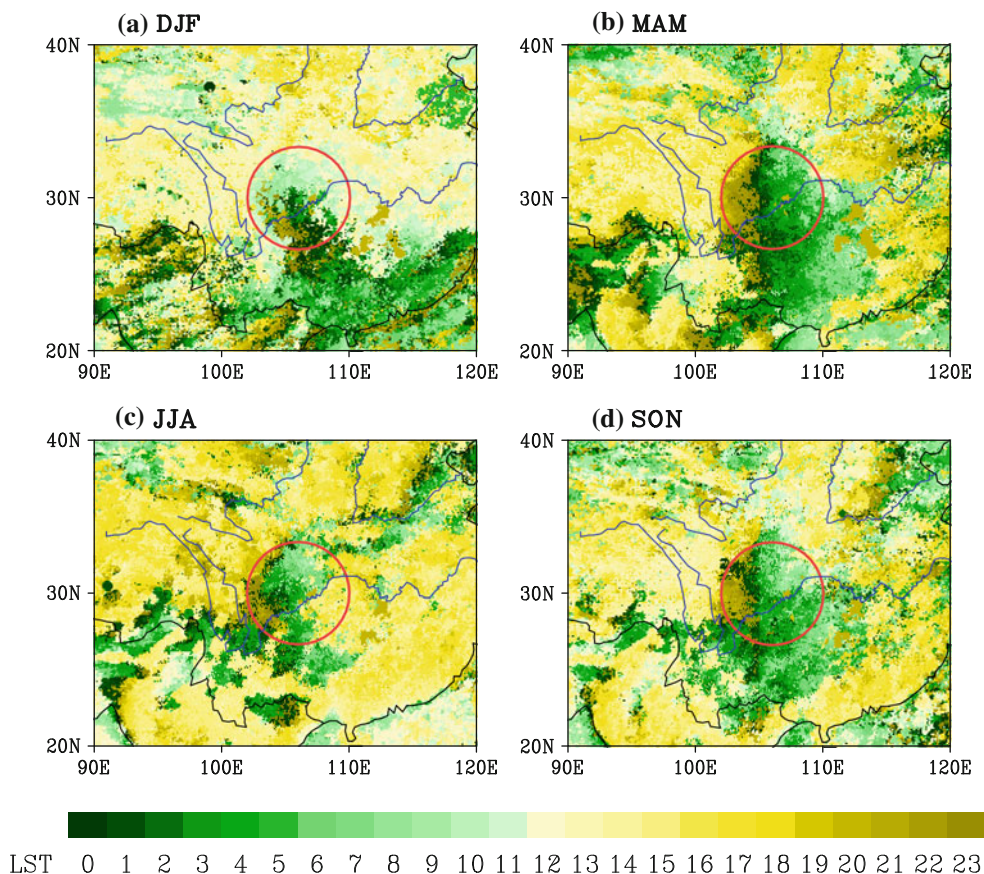 (a) DJF
(b) MAM
40N
40N
30N
30N
20N
20N
90E 100E 110E 120E
90E 100E 110E 120E
(c) JJA
(d) SON
40N
40N
30N
30N
20N
20N
90E 100E 110E 120E
90E 100E 110E 120E
LST 0 1 2 3 4 5 6 7 8 9 10 11 12 13 14 15 16 17 18 19 20 21 22 23